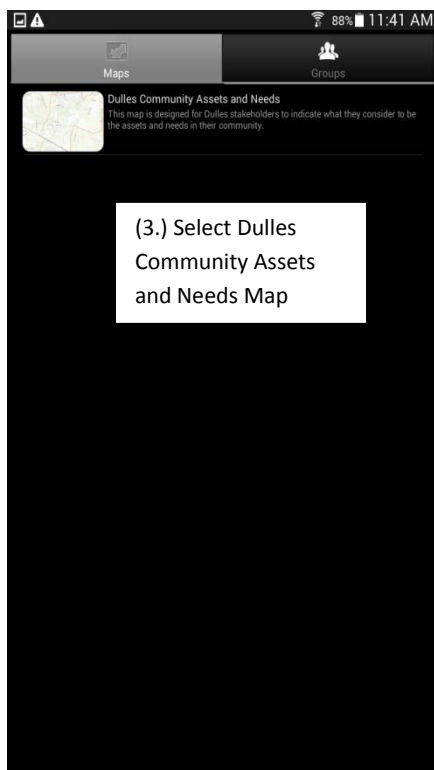 88% 11:41 AM
Maps Groups
Dulles Community Assets and Needs
This map is designed for Dulles stakeholders to indicate what they consider to be
the assets and needs in their community.
(3.) Select Dulles
Community Assets
and Needs Map